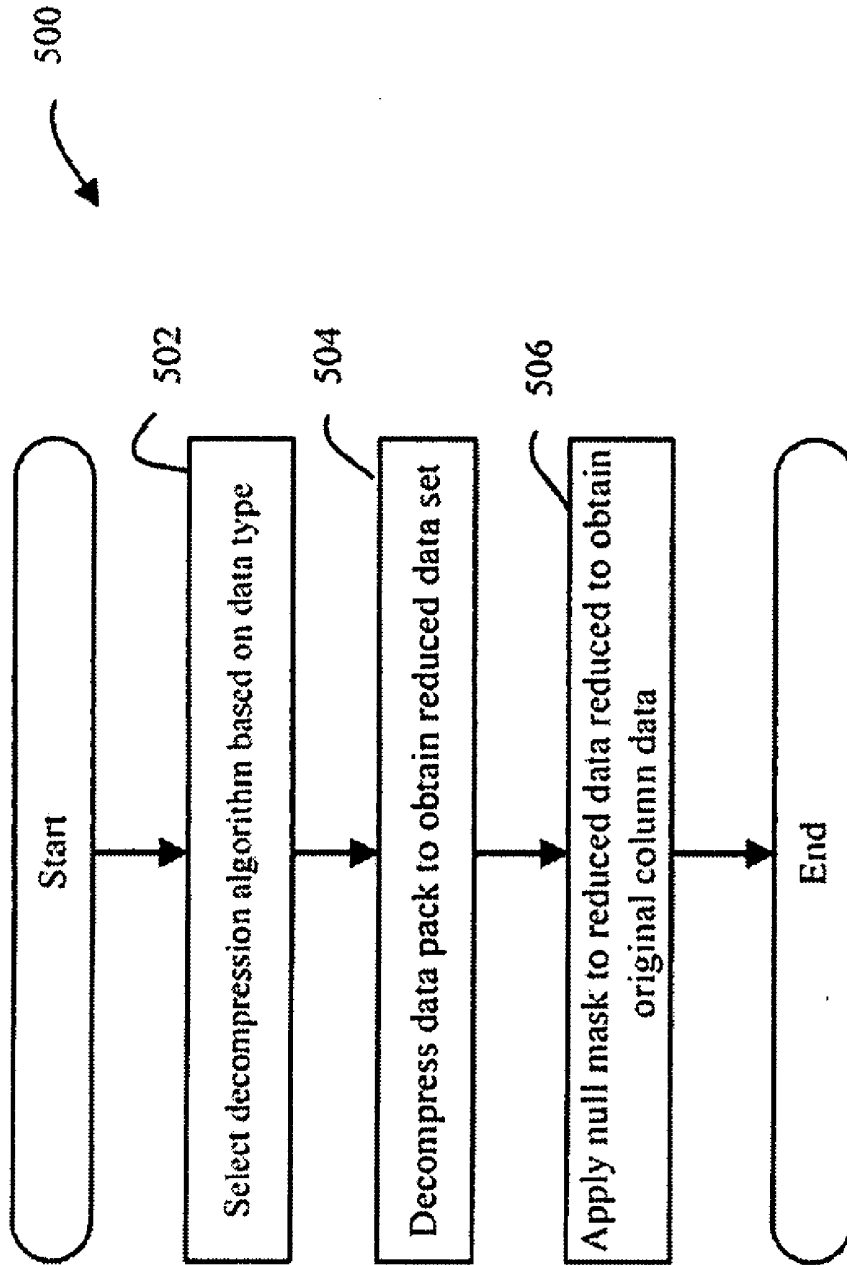 500
Start
502
Select decompression algorithm based on data type
504
Decompress data pack to obtain reduced data set
506
Apply null mask to reduced data reduced to obtain
original column data
End